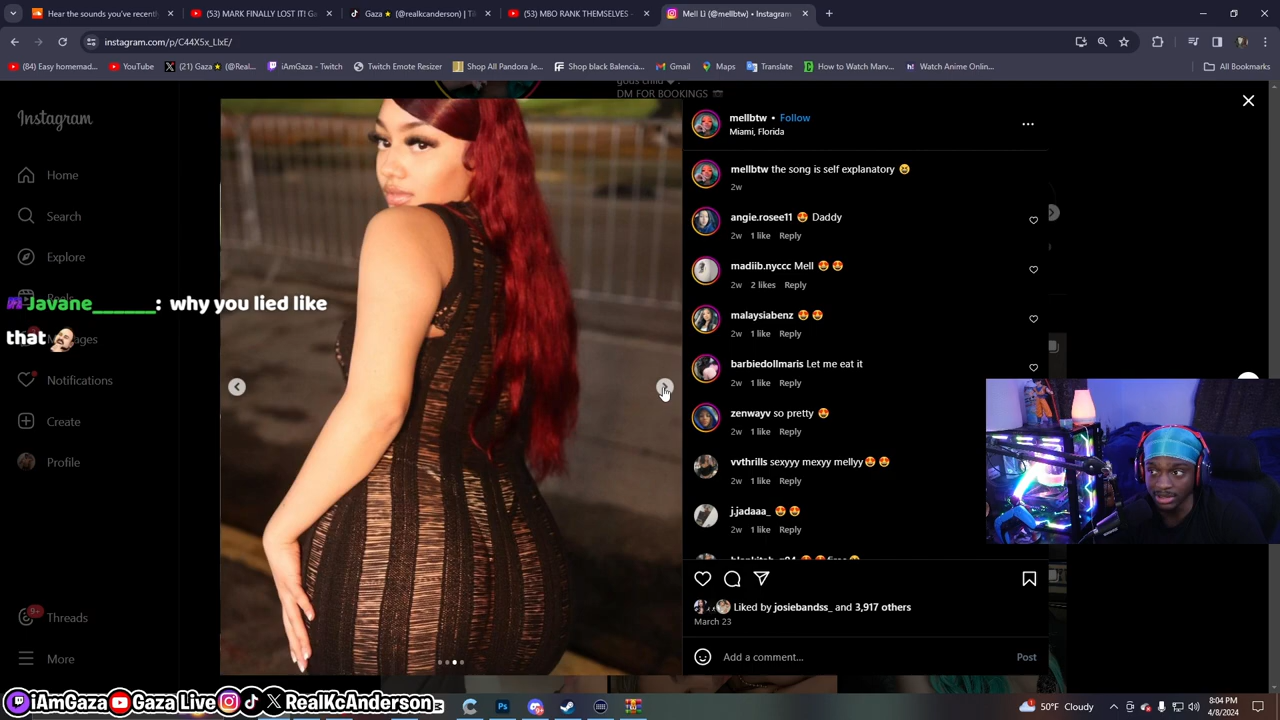 Hear the sounds you've recent
(53) MARK FINALLY LOST IT! Ga
Gaza★ (@realkcanderson) | Ti
(53) MBO RANK THEMSELVES -
Mell Li (@mellbtw) • Instagram
instagram.com/p/C44X5x_LlxE/
(84) Easy homemad...
YouTube
(21) Gaza★ (@Real...
iAmGaza - Twitch
Twitch Emote Resizer
Shop All Pandora Je...
Shop black Balencia...
Gmail
Maps
Translate
How to Watch Marv...
Watch Anime Onlin...
All Bookmarks
DM FOR BOOKINGS
Instagram
Home
Search
Explore
Javane______: why you lied like
that
Notifications
Create
Profile
9+
Threads
More
mellbtw • Follow
Miami, Florida
mellbtw the song is self explanatory 😆
2w
angie.rosee11 😍 Daddy
2w 1 like Reply
madiib.nyccc Mell 😍😍
2w 2 likes Reply
malaysiabenz 😍😍
2w 1 like Reply
barbiedollmaris Let me eat it
2w 1 like Reply
zenwayv so pretty 😍
2w 1 like Reply
vvthrills sexyyy mexyy mellyy😍😍
2w 1 like Reply
j.jadaaa_ 😍😍
2w 1 like Reply
Liked by josiebandss_ and 3,917 others
March 23
Add a comment...
Post
iAmGaza Gaza Live RealKcAnderson
50°F Cloudy
8:04 PM
4/8/2024